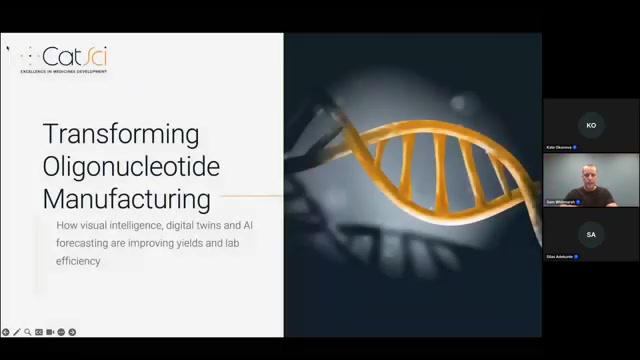 CatSci
EXCELLENCE IN MEDICINES DEVELOPMENT
Transforming
Oligonucleotide
Manufacturing
How visual intelligence, digital twins and AI
forecasting are improving yields and lab
efficiency
KO
Kate Okonova
Sam Whitmarsh
SA
Silas Adekunle